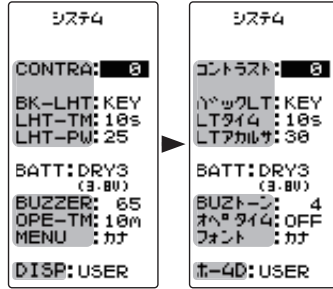 システム
CONTRA: 0
BK-LHT:KEY
LHT-TM:10s
LHT-PW:25
BATT:DRY3
(3.8V)
BUZZER: 65
OPE-TM:10M
MENU :カナ
DISP:USER
システム
コントラスト: 0
バックLT:KEY
LTタイム:10s
LTアカルサ:30
BATT:DRY3
(3.8V)
BUZトーン: 4
オペタイム:OFF
フォント :カナ
ホームD:USER